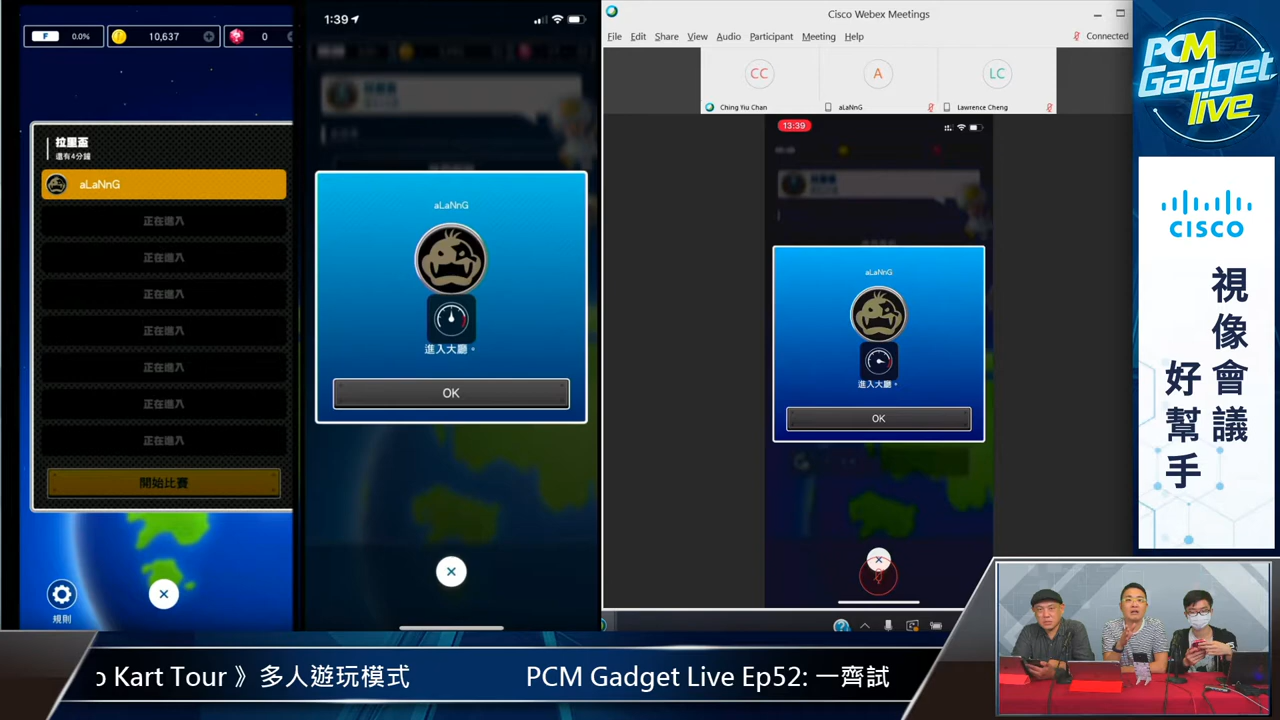 F 0.0%
10,637
0
拉里盃
還有4分鐘
aLaNnG
正在進入
正在進入
正在進入
正在進入
正在進入
正在進入
正在進入
開始比賽
規則
1:39
aLaNnG
進入大廳。
OK
Cisco Webex Meetings
File Edit Share View Audio Participant Meeting Help
Connected
CC
Ching Yiu Chan
A
aLaNnG
LC
Lawrence Cheng
13:39
aLaNnG
進入大廳。
OK
PCM
Gadget
live
CISCO
視像會議
好幫手
Kart Tour 》多人遊玩模式
PCM Gadget Live Ep52: 一齊試